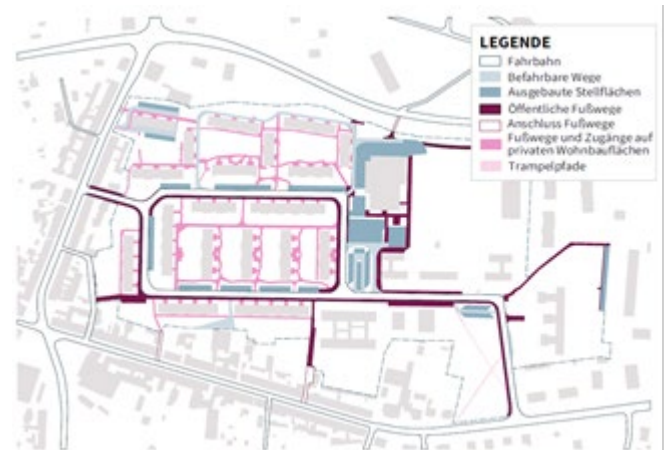 LEGENDE
Fahrbahn
Befahrbare Wege
Ausgebaute Stellflächen
Öffentliche Fußwege
Anschluss Fußwege
Fußwege und Zugänge auf
privaten Wohnbauflächen
Trampelpfade